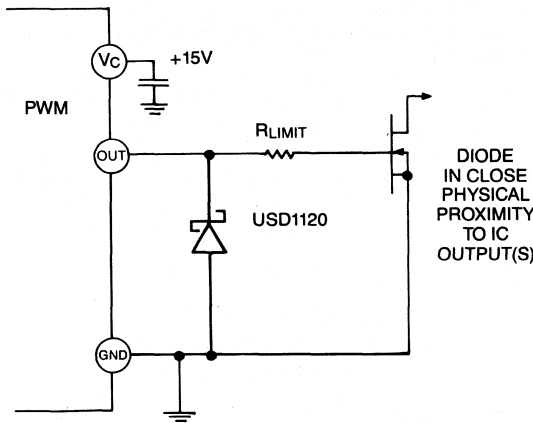 VC
+15V
PWM
OUT
RLIMIT
USD1120
DIODE
IN CLOSE
PHYSICAL
PROXIMITY
TO IC
OUTPUT(S)
GND